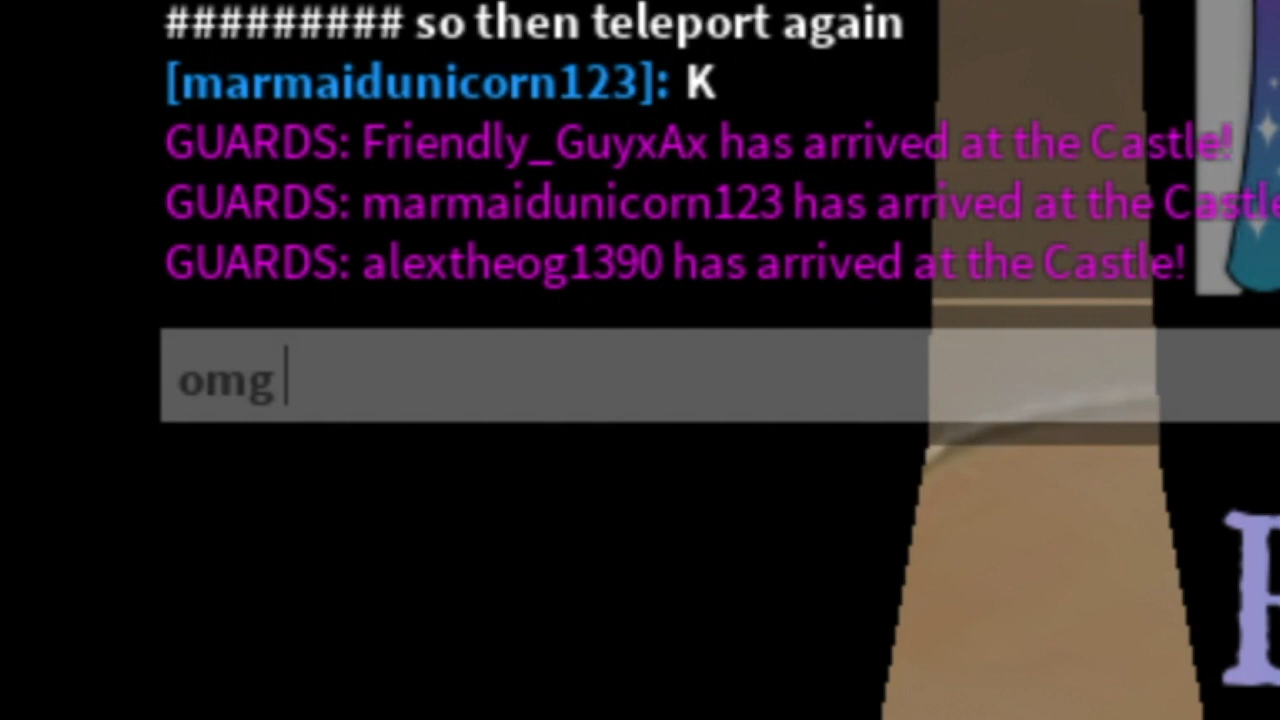 ######### so then teleport again
[marmaidunicorn123]: K
GUARDS: Friendly_GuyxAx has arrived at the Castle!
GUARDS: marmaidunicorn123 has arrived at the Castle
GUARDS: alextheog1390 has arrived at the Castle!
omg